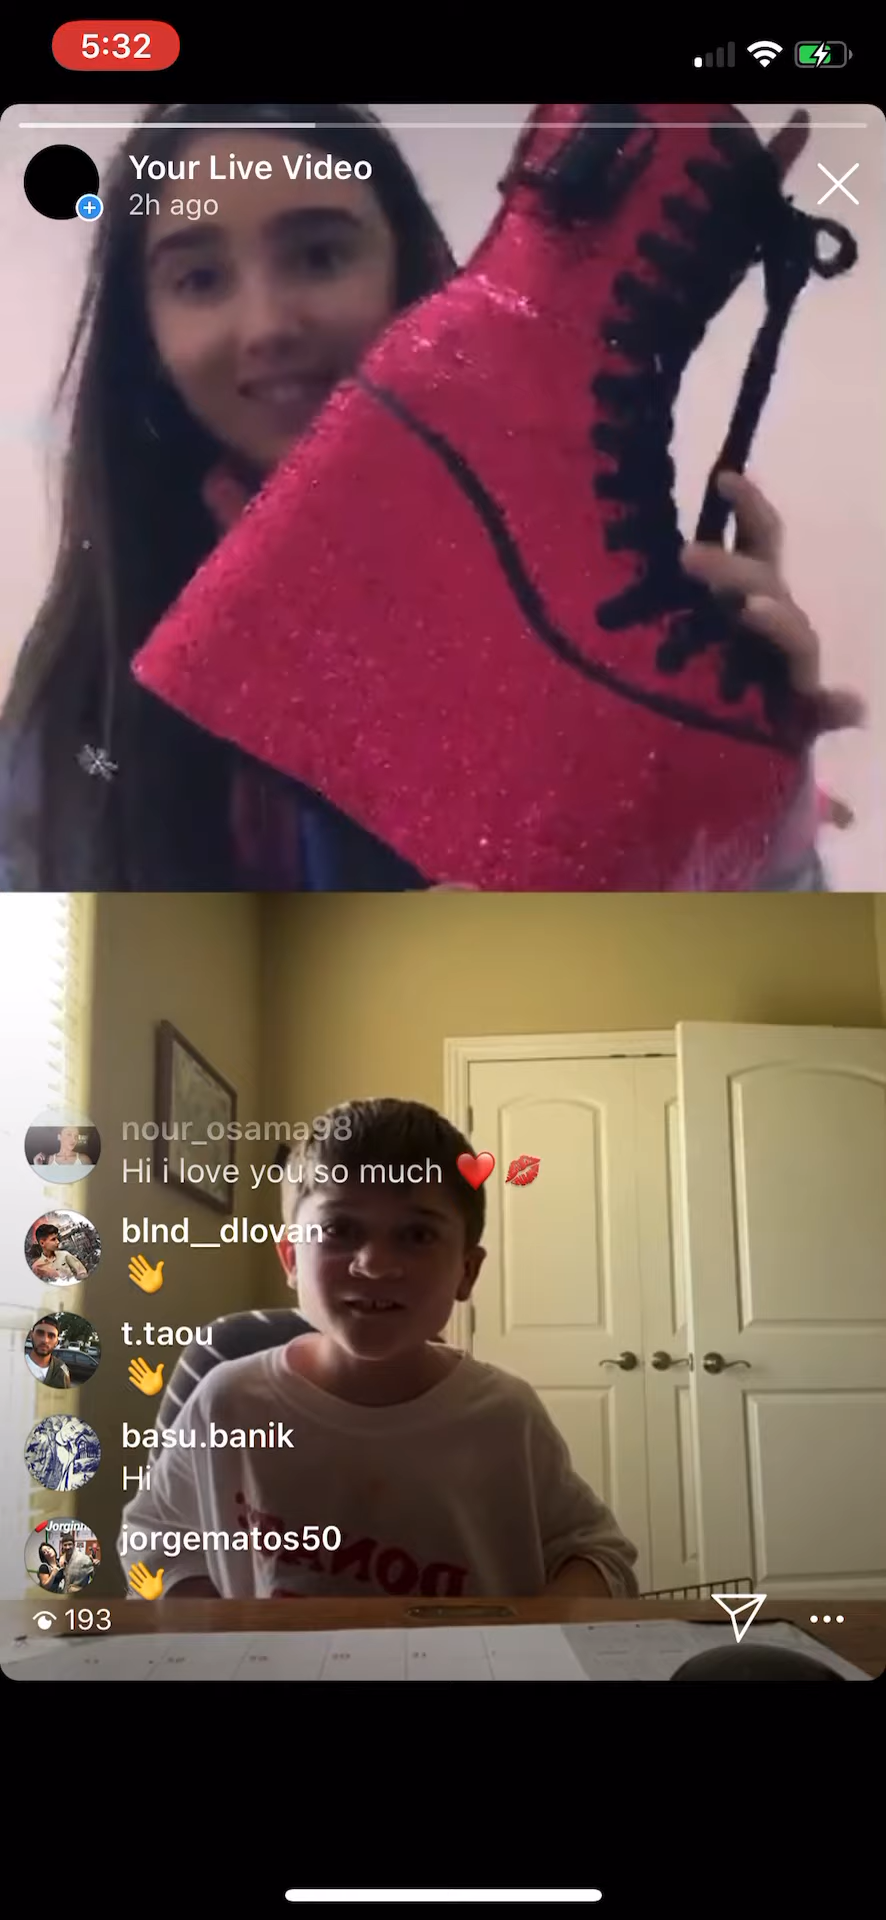 5:32
Your Live Video
2h ago
nour_osama98
Hi i love you so much ❤️💋
blnd__dlovan
👋
t.taou
👋
basu.banik
Hi
jorgematos50
👋
193